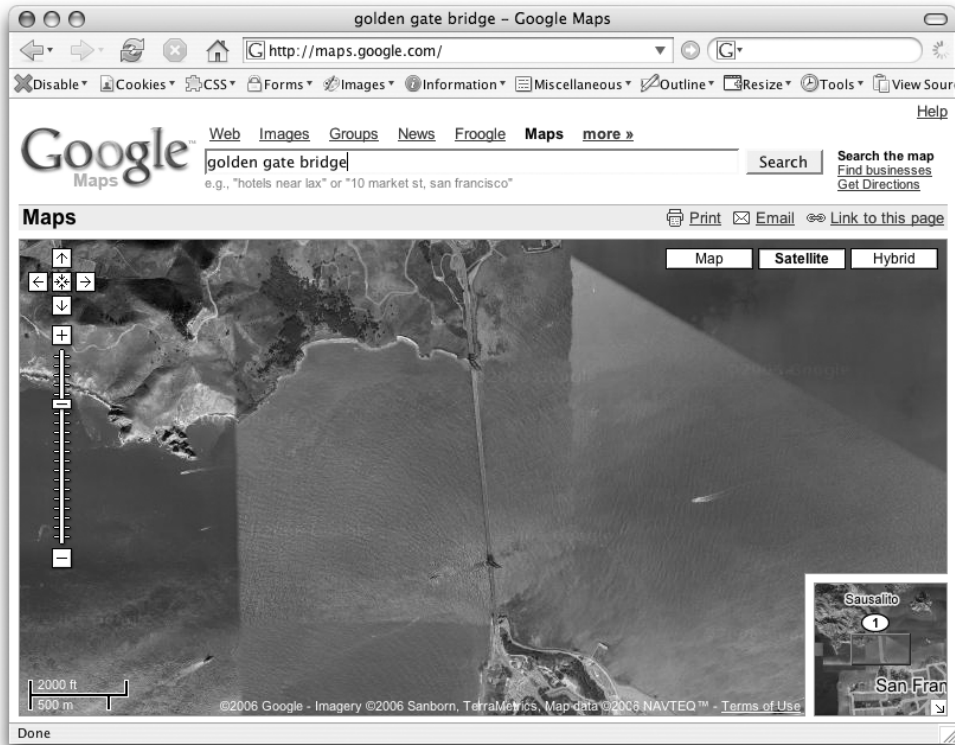 golden gate bridge – Google Maps
G http://maps.google.com/ G
Disable Cookies CSS Forms Images Information Miscellaneous Outline Resize Tools View Sour
Help
Web Images Groups News Froogle Maps more »
Google™
Maps
golden gate bridge Search
e.g., "hotels near lax" or "10 market st, san francisco"
Search the map
Find businesses
Get Directions
Maps Print Email Link to this page
Map Satellite Hybrid
Sausalito
1
San Fran
2000 ft
500 m
©2006 Google - Imagery ©2006 Sanborn, TerraMetrics, Map data ©2006 NAVTEQ™ - Terms of Use
Done